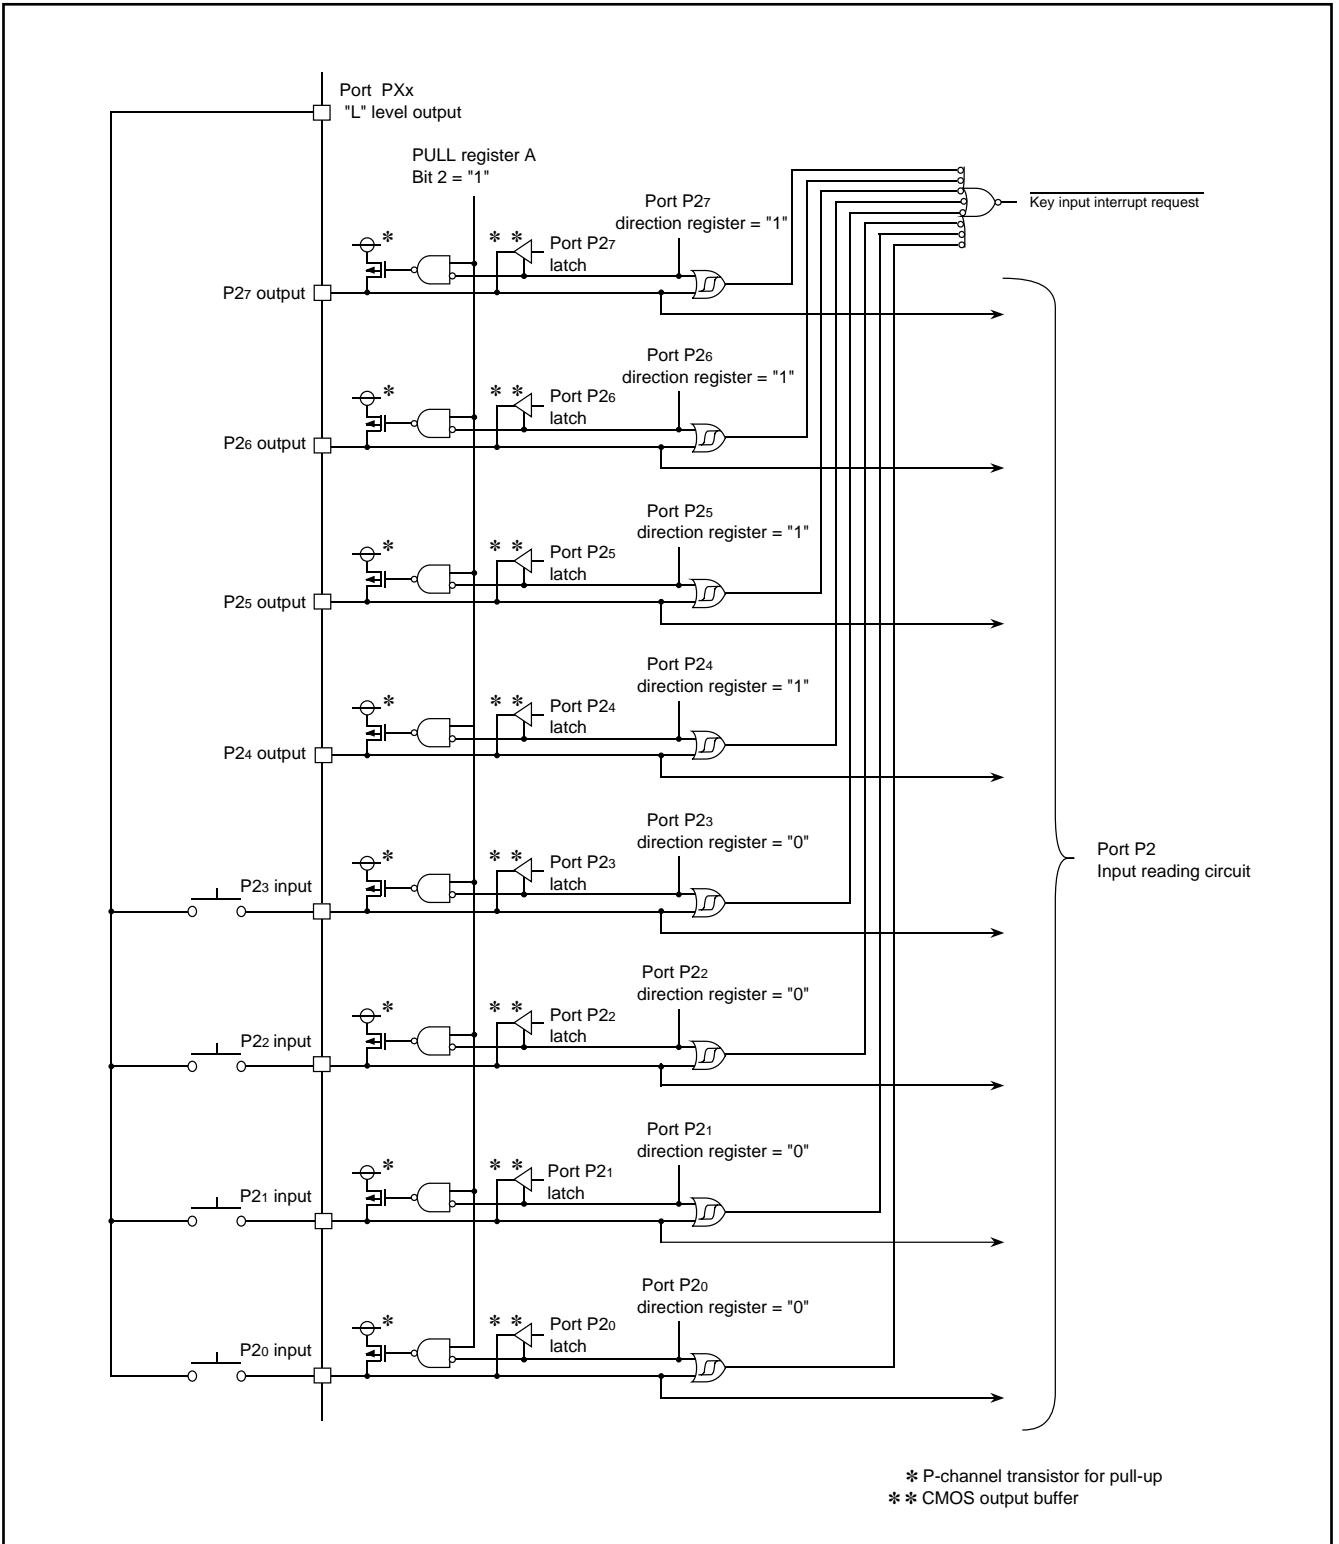 Port PXx
"L" level output
PULL register A
Bit 2 = "1"
Key input interrupt request
Port P27
direction register = "1"
*
* *
Port P27
latch
P27 output
Port P26
direction register = "1"
*
* *
Port P26
latch
P26 output
Port P25
direction register = "1"
*
* *
Port P25
latch
P25 output
Port P24
direction register = "1"
*
* *
Port P24
latch
P24 output
Port P23
direction register = "0"
*
* *
Port P23
latch
P23 input
Port P2
Input reading circuit
Port P22
direction register = "0"
*
* *
Port P22
latch
P22 input
Port P21
direction register = "0"
*
* *
Port P21
latch
P21 input
Port P20
direction register = "0"
*
* *
Port P20
latch
P20 input
* P-channel transistor for pull-up
* * CMOS output buffer